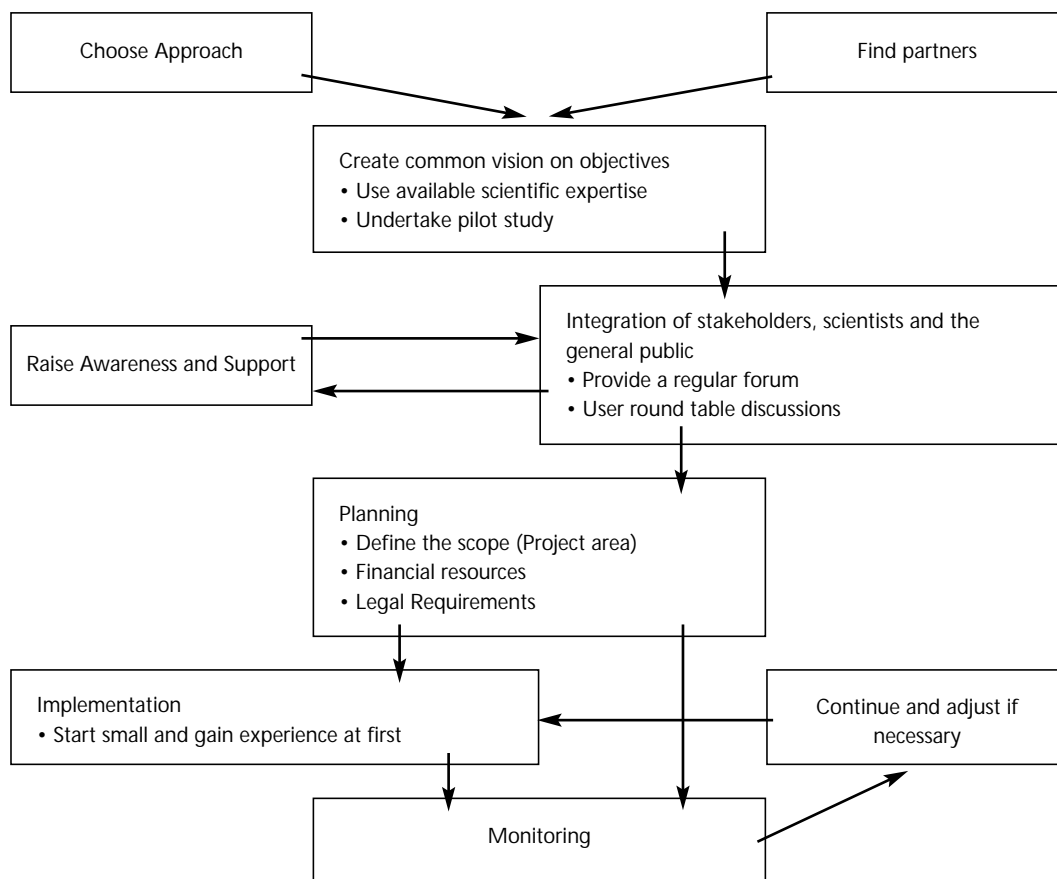 Choose Approach
Find partners
Create common vision on objectives
• Use available scientific expertise
• Undertake pilot study
Integration of stakeholders, scientists and the
general public
• Provide a regular forum
• User round table discussions
Raise Awareness and Support
Planning
• Define the scope (Project area)
• Financial resources
• Legal Requirements
Implementation
• Start small and gain experience at first
Continue and adjust if
necessary
Monitoring